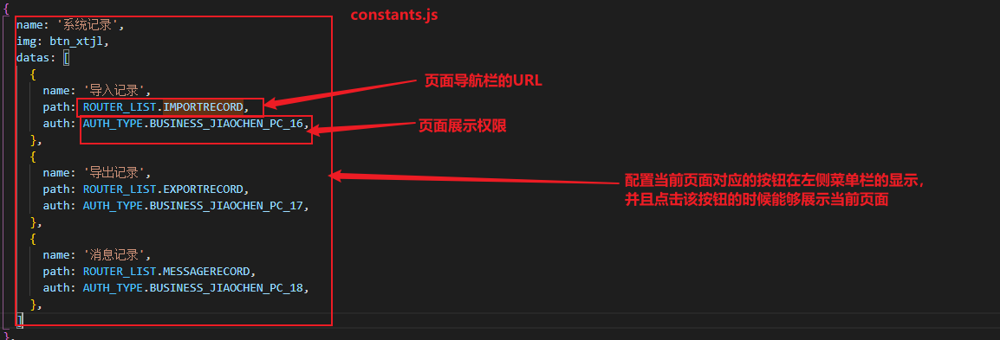 constants.js
{
name: '系统记录',
img: btn_xtjl,
datas: [
{
name: '导入记录',
path: ROUTER_LIST.IMPORTRECORD,
auth: AUTH_TYPE.BUSINESS_JIAOCHEN_PC_16,
},
{
name: '导出记录',
path: ROUTER_LIST.EXPORTRECORD,
auth: AUTH_TYPE.BUSINESS_JIAOCHEN_PC_17,
},
{
name: '消息记录',
path: ROUTER_LIST.MESSAGERECORD,
auth: AUTH_TYPE.BUSINESS_JIAOCHEN_PC_18,
},
]
},
页面导航栏的URL
页面展示权限
配置当前页面对应的按钮在左侧菜单栏的显示，
并且点击该按钮的时候能够展示当前页面